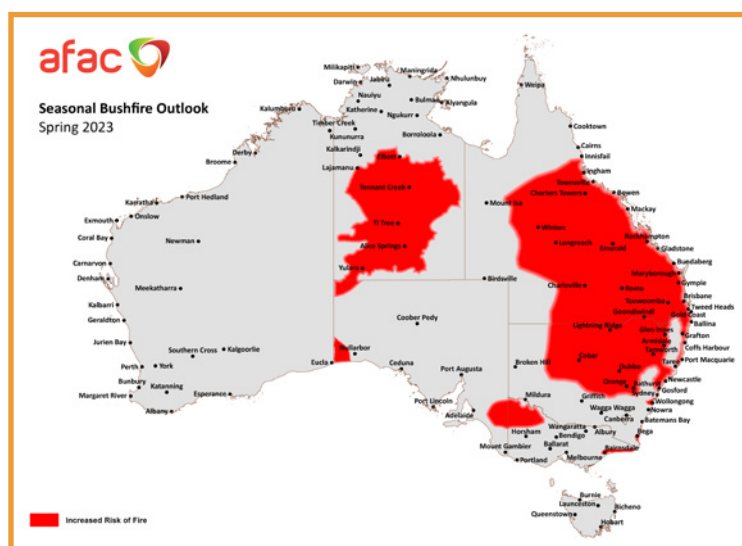 afac
Seasonal Bushfire Outlook
Spring 2023
Milikapiti
Maningrida
Darwin
Jabiru
Nhulunbuy
Nauiyu
Bulman
Alyangula
Katherine
Ngukurr
Kalumburu
Timber Creek
Kununurra
Borroloola
Kalkarindji
Lajamanu
Elliott
Derby
Broome
Tennant Creek
Ti Tree
Alice Springs
Yulara
Weipa
Cooktown
Cairns
Innisfail
Ingham
Townsville
Charters Towers
Bowen
Mackay
Mount Isa
Winton
Longreach
Emerald
Rockhampton
Gladstone
Bundaberg
Maryborough
Gympie
Birdsville
Charleville
Roma
Brisbane
Toowoomba
Tweed Heads
Goondiwindi
Gold Coast
Ballina
Lightning Ridge
Glen Innes
Grafton
Armidale
Coffs Harbour
Tamworth
Port Macquarie
Cobar
Taree
Broken Hill
Dubbo
Newcastle
Orange
Bathurst
Gosford
Sydney
Wollongong
Griffith
Nowra
Wagga Wagga
Canberra
Batemans Bay
Bega
Mildura
Wangaratta
Albury
Horsham
Bendigo
Ballarat
Bairnsdale
Mount Gambier
Melbourne
Portland
Karratha
Port Hedland
Onslow
Exmouth
Coral Bay
Newman
Carnarvon
Denham
Meekatharra
Kalbarri
Geraldton
Jurien Bay
Southern Cross
Kalgoorlie
Perth
York
Bunbury
Katanning
Margaret River
Albany
Esperance
Eucla
Nullarbor
Coober Pedy
Ceduna
Port Augusta
Port Lincoln
Adelaide
Burnie
Launceston
Bicheno
Queenstown
Hobart
Increased Risk of Fire